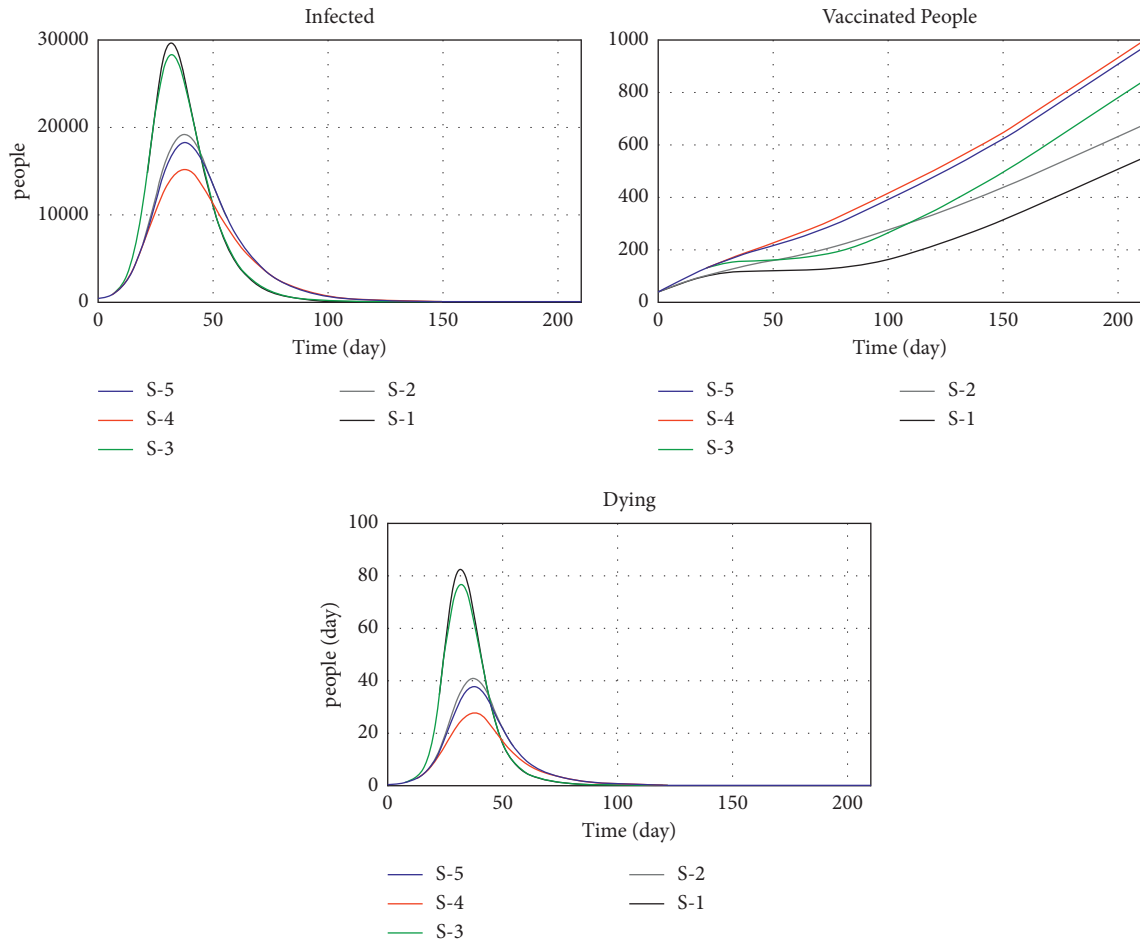 Infected
30000
20000
10000
0
people
0 50 100 150 200
Time (day)
S-5
S-4
S-3
S-2
S-1
Vaccinated People
1000
800
600
400
200
0
0 50 100 150 200
Time (day)
S-5
S-4
S-3
S-2
S-1
Dying
100
80
60
40
20
0
people (day)
0 50 100 150 200
Time (day)
S-5
S-4
S-3
S-2
S-1